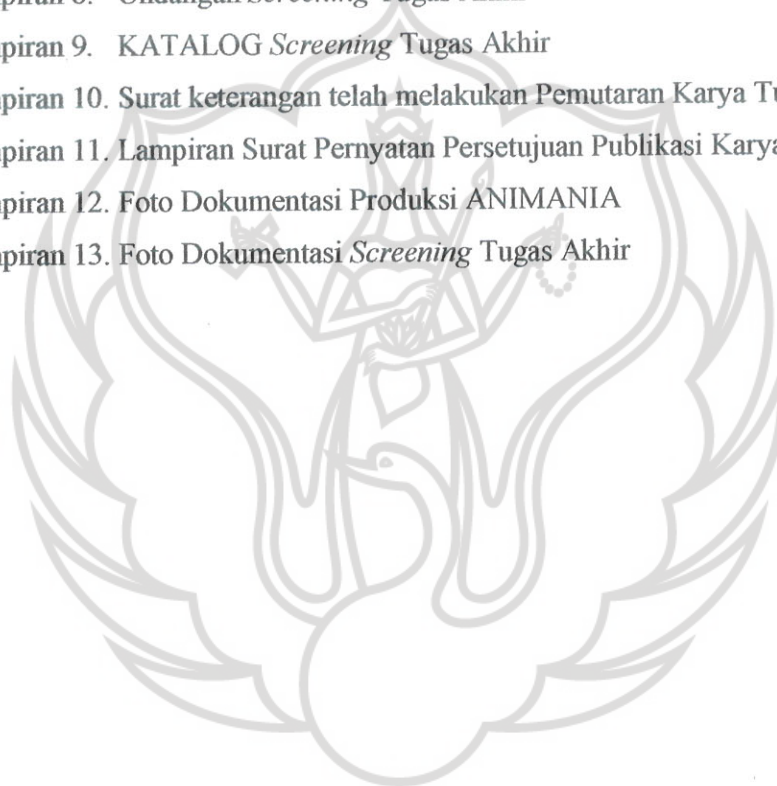 piran 9. KATALOG Screening Tugas Akhir
piran 10. Surat keterangan telah melakukan Pemutaran Karya Tu
piran 11. Lampiran Surat Pernyatan Persetujuan Publikasi Karya
piran 12. Foto Dokumentasi Produksi ANIMANIA
piran 13. Foto Dokumentasi Screening Tugas Akhir